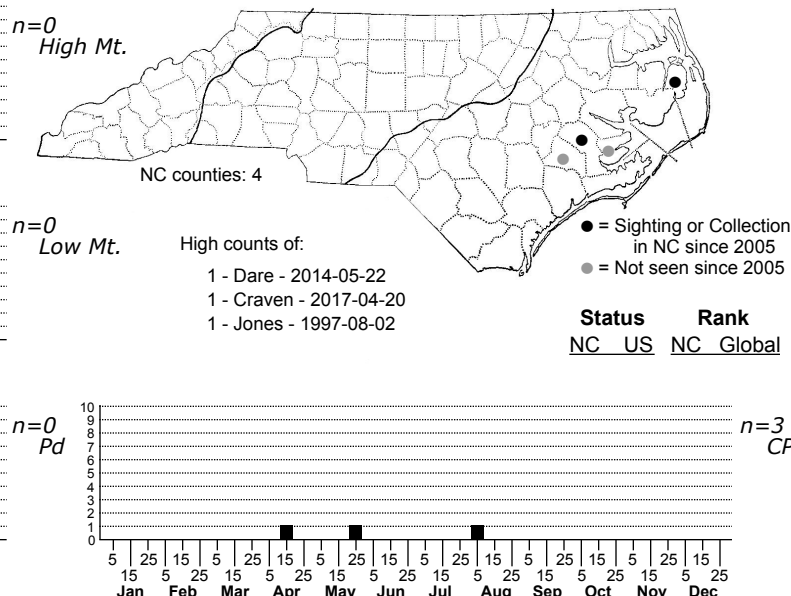 n=0
High Mt.
NC counties: 4
n=0
Low Mt.
High counts of:
1 - Dare - 2014-05-22
1 - Craven - 2017-04-20
1 - Jones - 1997-08-02
= Sighting or Collection
in NC since 2005
= Not seen since 2005
Status Rank
NC US NC Global
n=0
Pd
10
9
8
7
6
5
4
3
2
1
0
n=3
CP
5 25 15 5 25 15 5 25 15 5 25 15 5 25 15 5 25 15
15 5 25 15 5 25 15 5 25 15 5 25 15 5 25 15 5 25
Jan Feb Mar Apr May Jun Jul Aug Sep Oct Nov Dec